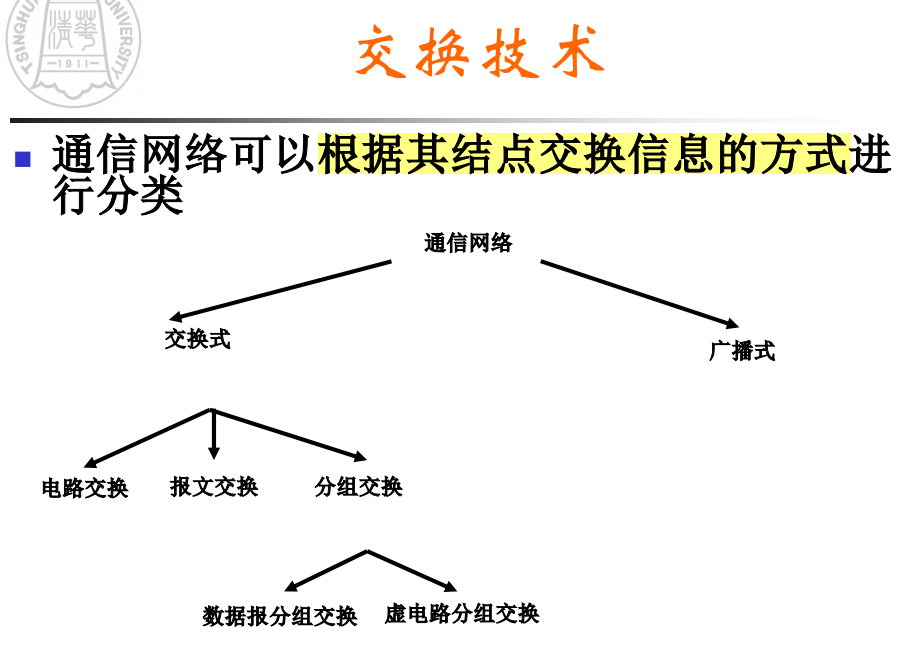 TSINGHUA UNIVERSITY
清華
-1911-
交换技术
通信网络可以根据其结点交换信息的方式进
行分类
通信网络
交换式
广播式
电路交换
报文交换
分组交换
数据报分组交换
虚电路分组交换